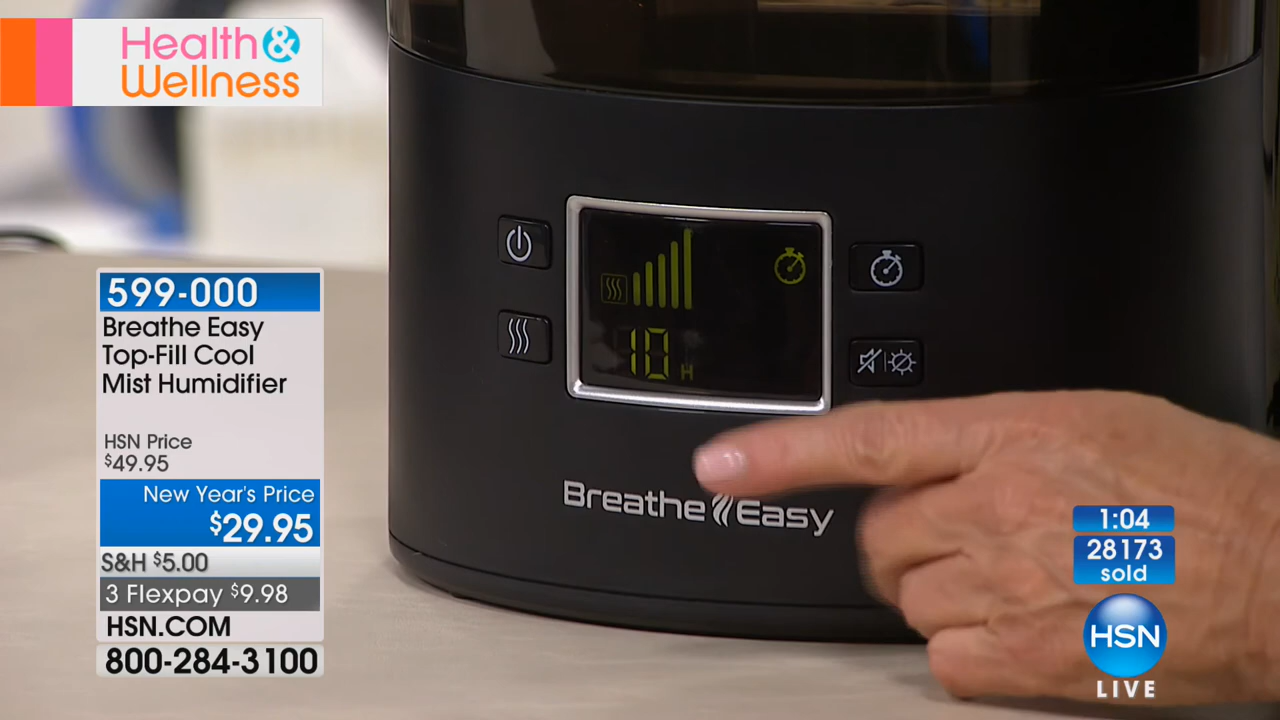 Health &
Wellness
599-000
Breathe Easy
Top-Fill Cool
Mist Humidifier
HSN Price
$49.95
New Year's Price
$29.95
S&H $5.00
3 Flexpay $9.98
HSN.COM
800-284-3100
10 H
Breathe Easy
1:04
28173
sold
HSN
LIVE